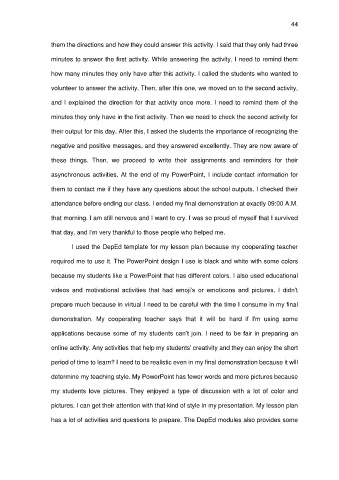 44
them the directions and how they could answer this activity. I said that they only had three
minutes to answer the first activity. While answering the activity, I need to remind them
how many minutes they only have after this activity. I called the students who wanted to
volunteer to answer the activity. Then, after this one, we moved on to the second activity,
and I explained the direction for that activity once more. I need to remind them of the
minutes they only have in the first activity. Then we need to check the second activity for
their output for this day. After this, I asked the students the importance of recognizing the
negative and positive messages, and they answered excellently. They are now aware of
these things. Then, we proceed to write their assignments and reminders for their
asynchronous activities. At the end of my PowerPoint, I include contact information for
them to contact me if they have any questions about the school outputs. I checked their
attendance before ending our class. I ended my final demonstration at exactly 09:00 A.M.
that morning. I am still nervous and I want to cry. I was so proud of myself that I survived
that day, and I'm very thankful to those people who helped me.
I used the DepEd template for my lesson plan because my cooperating teacher
required me to use it. The PowerPoint design I use is black and white with some colors
because my students like a PowerPoint that has different colors. I also used educational
videos and motivational activities that had emoji's or emoticons and pictures. I didn't
prepare much because in virtual I need to be careful with the time I consume in my final
demonstration. My cooperating teacher says that it will be hard if I'm using some
applications because some of my students can't join. I need to be fair in preparing an
online activity. Any activities that help my students' creativity and they can enjoy the short
period of time to learn? I need to be realistic even in my final demonstration because it will
determine my teaching style. My PowerPoint has fewer words and more pictures because
my students love pictures. They enjoyed a type of discussion with a lot of color and
pictures. I can get their attention with that kind of style in my presentation. My lesson plan
has a lot of activities and questions to prepare. The DepEd modules also provides some